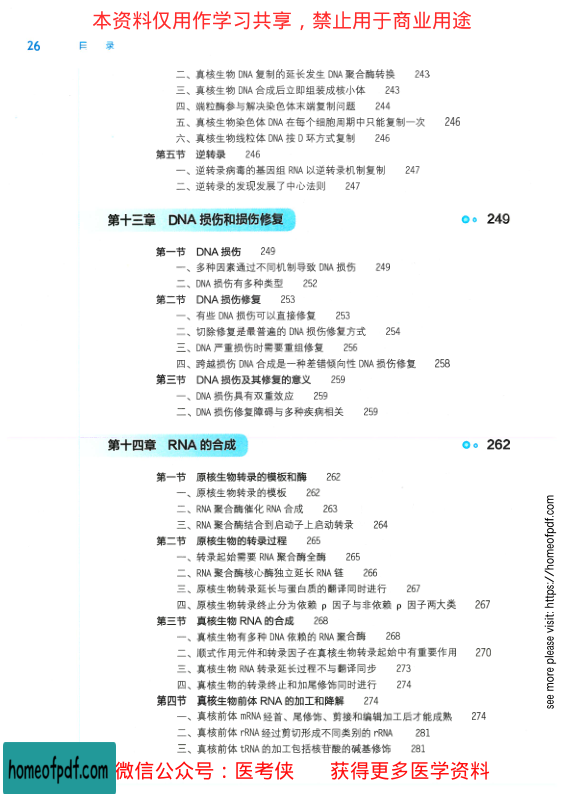 本资料仅用作学习共享，禁止用于商业用途
26 目 录
二、真核生物 DNA 复制的延长发生 DNA 聚合酶转换 243
三、真核生物 DNA 合成后立即组装成核小体 243
四、端粒酶参与解决染色体末端复制问题 244
五、真核生物染色体 DNA 在每个细胞周期中只能复制一次 246
六、真核生物线粒体 DNA 按 D 环方式复制 246
第五节 逆转录 246
一、逆转录病毒的基因组 RNA 以逆转录机制复制 247
二、逆转录的发现发展了中心法则 247
第十三章 DNA 损伤和损伤修复 249
第一节 DNA 损伤 249
一、多种因素通过不同机制导致 DNA 损伤 249
二、DNA 损伤有多种类型 252
第二节 DNA 损伤修复 253
一、有些 DNA 损伤可以直接修复 253
二、切除修复是最普遍的 DNA 损伤修复方式 254
三、DNA 严重损伤时需要重组修复 256
四、跨越损伤 DNA 合成是一种差错倾向性 DNA 损伤修复 258
第三节 DNA 损伤及其修复的意义 259
一、DNA 损伤具有双重效应 259
二、DNA 损伤修复障碍与多种疾病相关 259
第十四章 RNA 的合成 262
第一节 原核生物转录的模板和酶 262
一、原核生物转录的模板 262
二、RNA 聚合酶催化 RNA 合成 263
三、RNA 聚合酶结合到启动子上启动转录 264
第二节 原核生物的转录过程 265
一、转录起始需要 RNA 聚合酶全酶 265
二、RNA 聚合酶核心酶独立延长 RNA 链 266
三、原核生物转录延长与蛋白质的翻译同时进行 267
四、原核生物转录终止分为依赖 ρ 因子与非依赖 ρ 因子两大类 267
第三节 真核生物 RNA 的合成 268
一、真核生物有多种 DNA 依赖的 RNA 聚合酶 268
二、顺式作用元件和转录因子在真核生物转录起始中有重要作用 270
三、真核生物 RNA 转录延长过程不与翻译同步 273
四、真核生物的转录终止和加尾修饰同时进行 274
第四节 真核生物前体 RNA 的加工和降解 274
一、真核前体 mRNA 经首、尾修饰、剪接和编辑加工后才能成熟 274
二、真核前体 rRNA 经过剪切形成不同类别的 rRNA 281
三、真核前体 tRNA 的加工包括核苷酸的碱基修饰 281
see more please visit: https://homeofpdf.com
homeofpdf.com
微信公众号：医考侠 获得更多医学资料